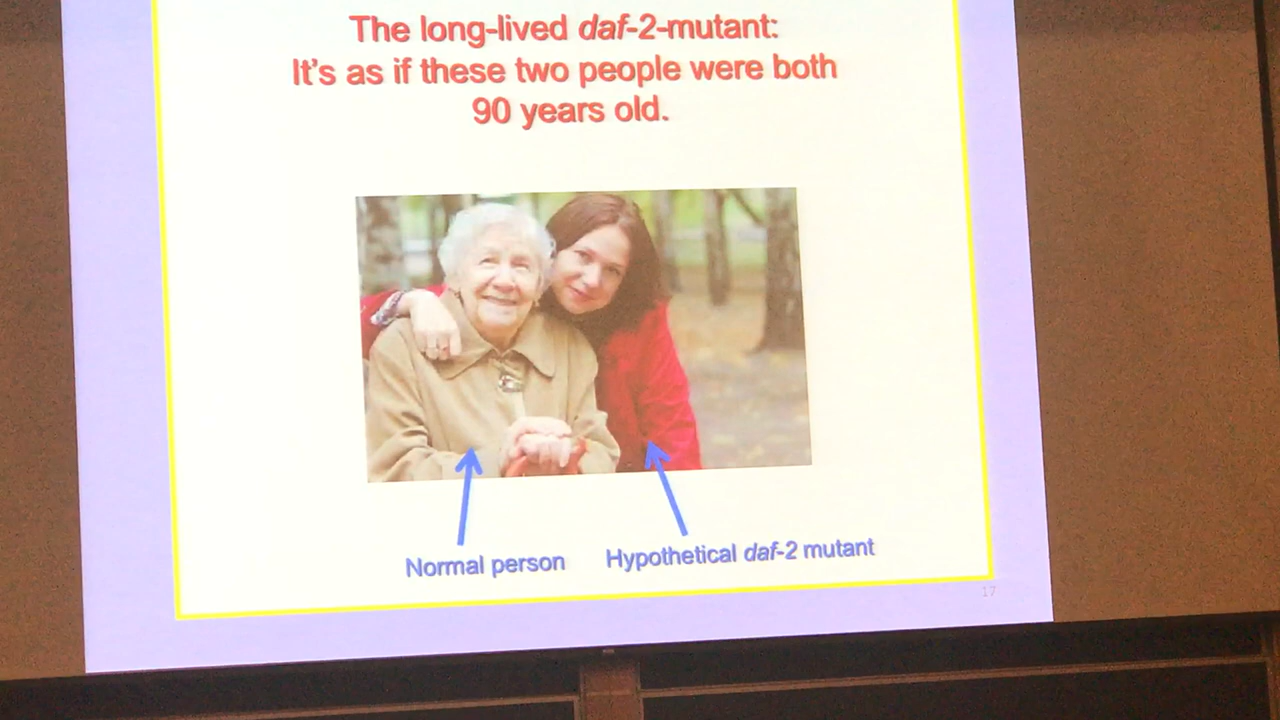 The long-lived daf-2-mutant:
It's as if these two people were both
90 years old.
Normal person
Hypothetical daf-2 mutant
17